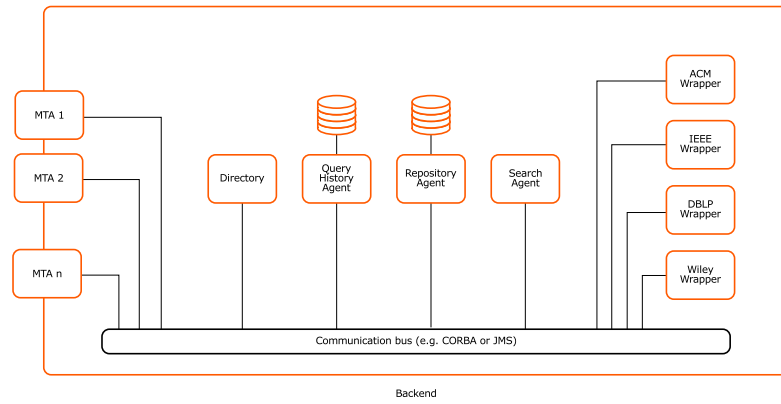 ACM
Wrapper
MTA 1
IEEE
Wrapper
MTA 2
Directory
Query
History
Agent
Repository
Agent
Search
Agent
DBLP
Wrapper
MTA n
Wiley
Wrapper
Communication bus (e.g. CORBA or JMS)
Backend